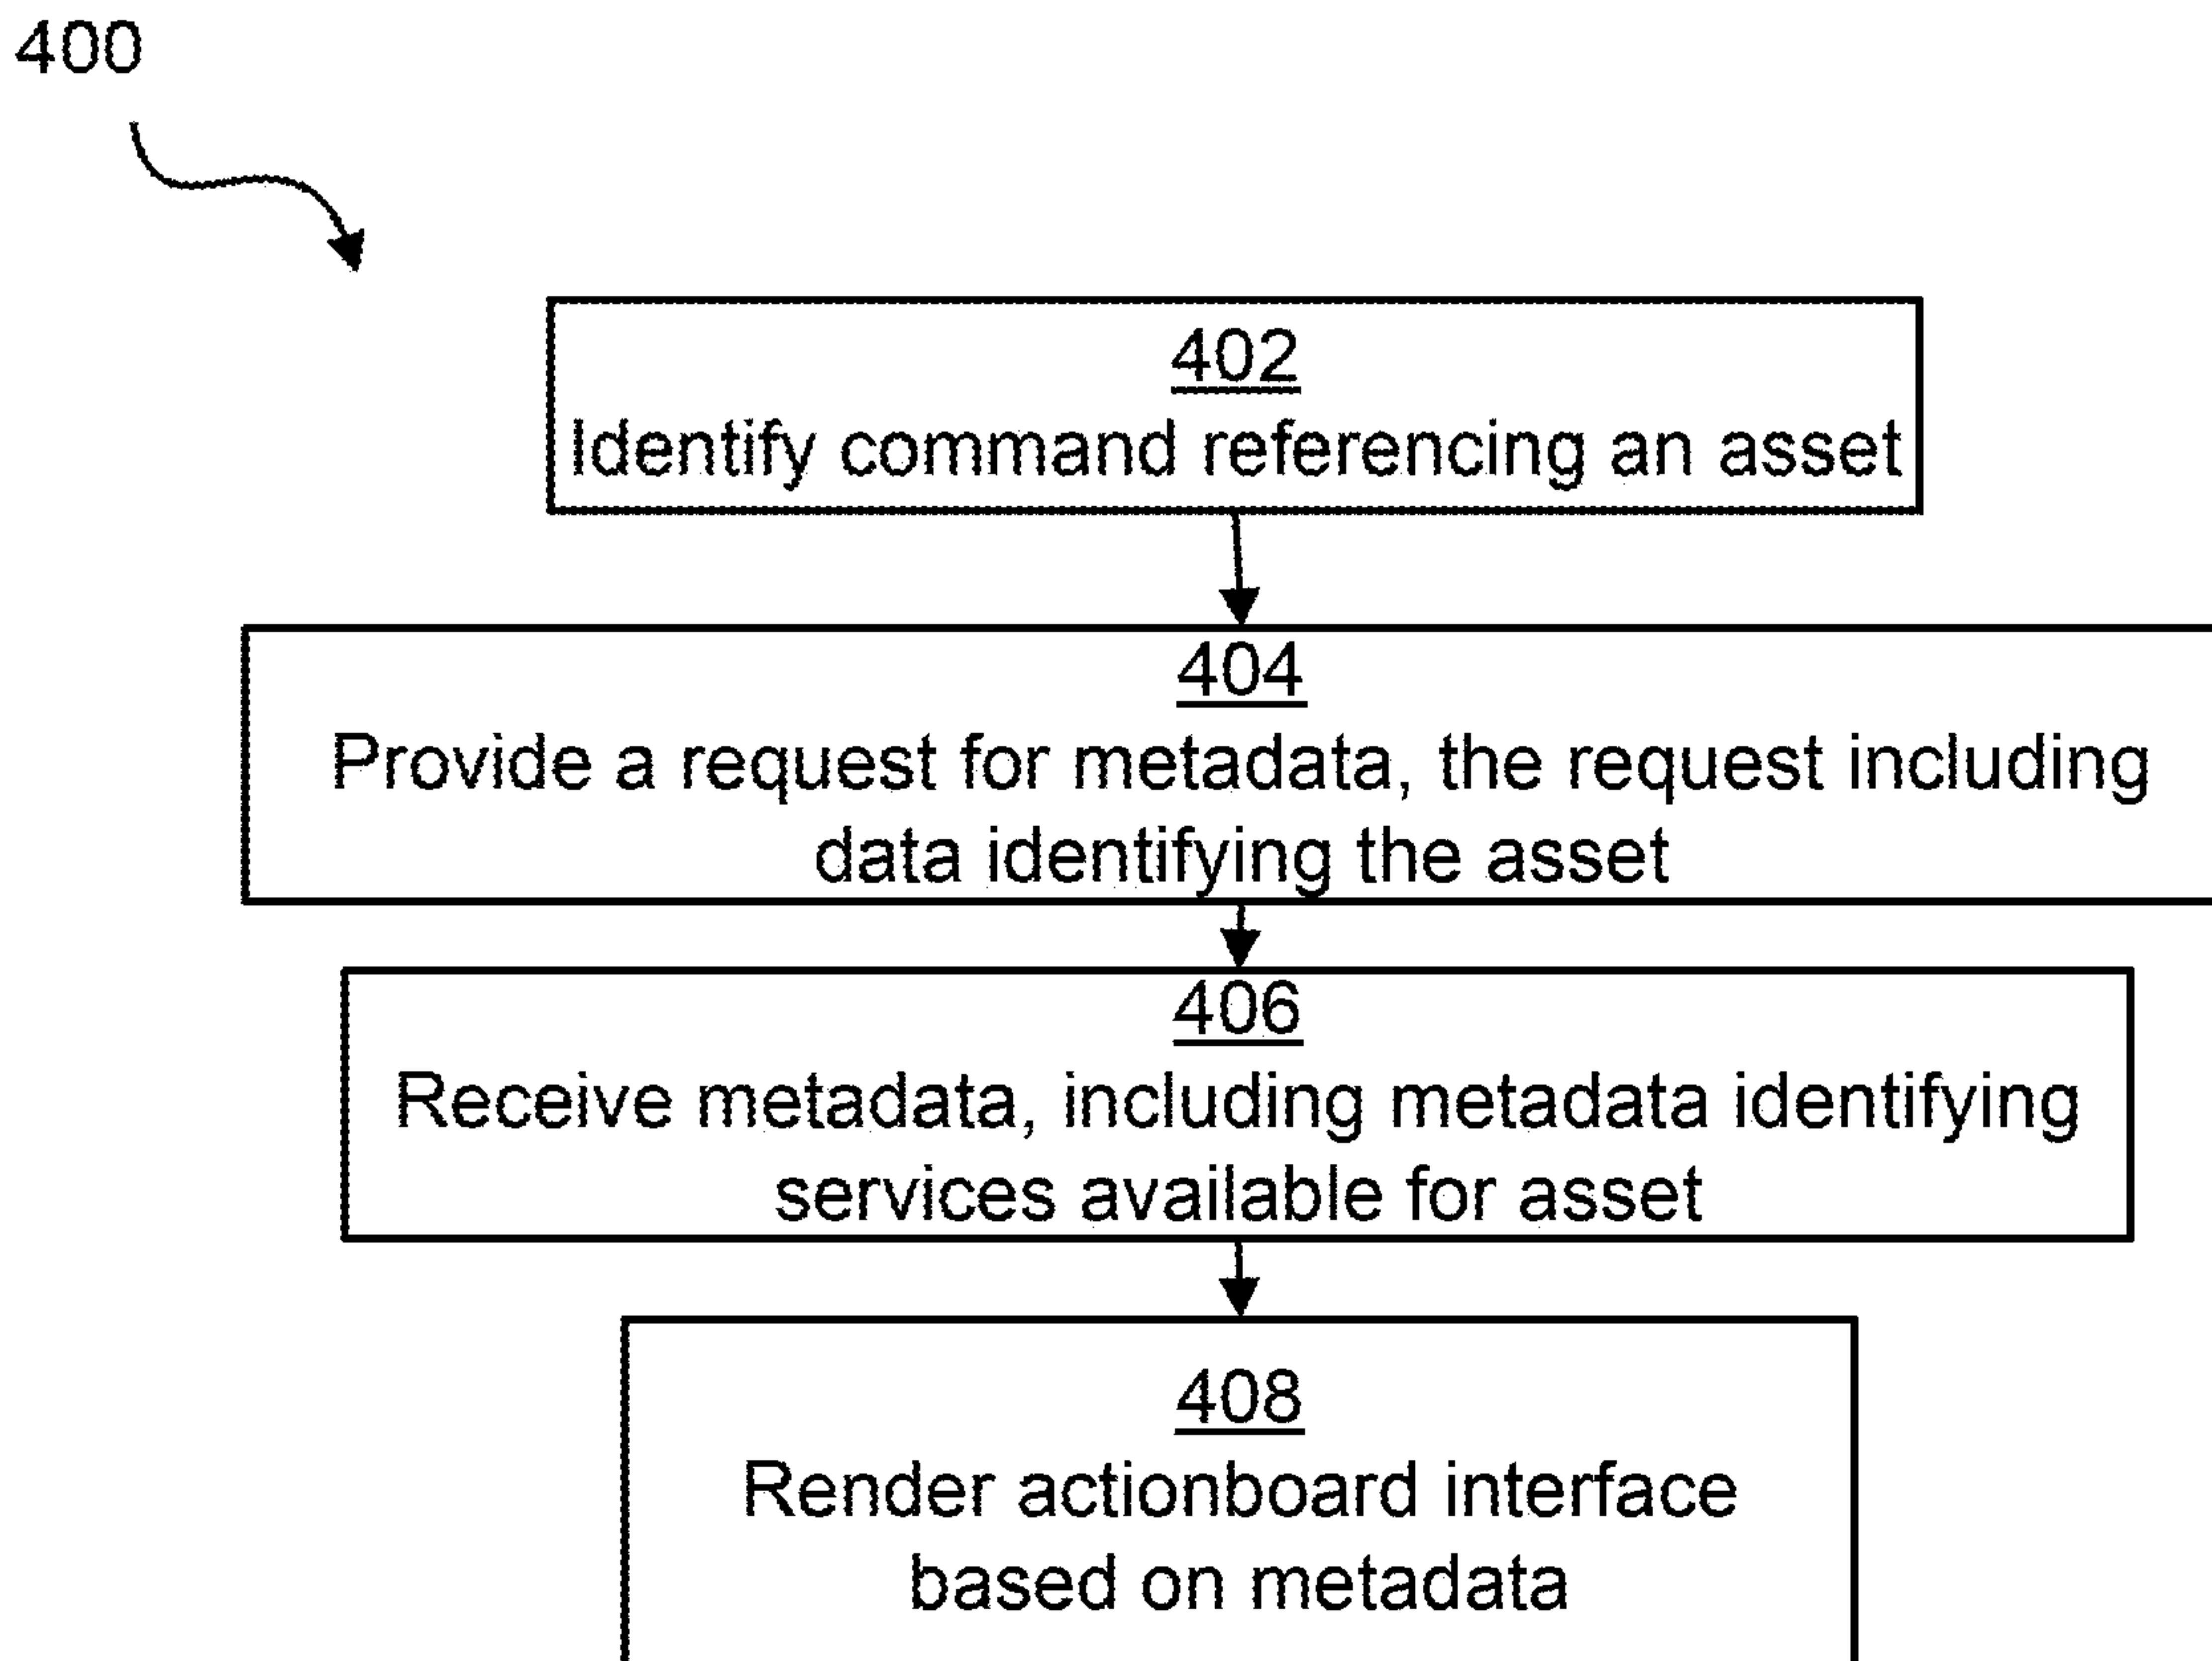 400
402
Identify command referencing an asset
404
Provide a request for metadata, the request including
data identifying the asset
406
Receive metadata, including metadata identifying
services available for asset
408
Render actionboard interface
based on metadata